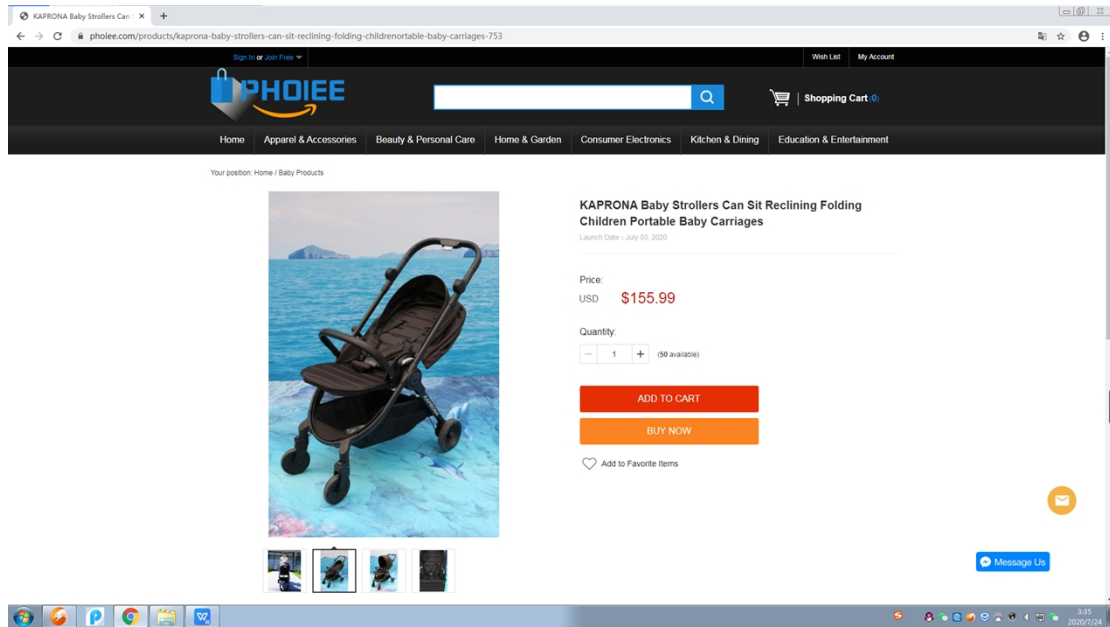 KAPRONA Baby Strollers Can
phoiee.com/products/kaprona-baby-strollers-can-sit-reclining-folding-childrenortable-baby-carriages-753
Sign In or Join Free
Wish List My Account
PHOIEE
Shopping Cart (0)
Home Apparel & Accessories Beauty & Personal Care Home & Garden Consumer Electronics Kitchen & Dining Education & Entertainment
Your position: Home / Baby Products
KAPRONA Baby Strollers Can Sit Reclining Folding
Children Portable Baby Carriages
Launch Date : July 03, 2020
Price:
USD $155.99
Quantity:
1 (50 available)
ADD TO CART
BUY NOW
Add to Favorite Items
Message Us
3:35
2020/7/24